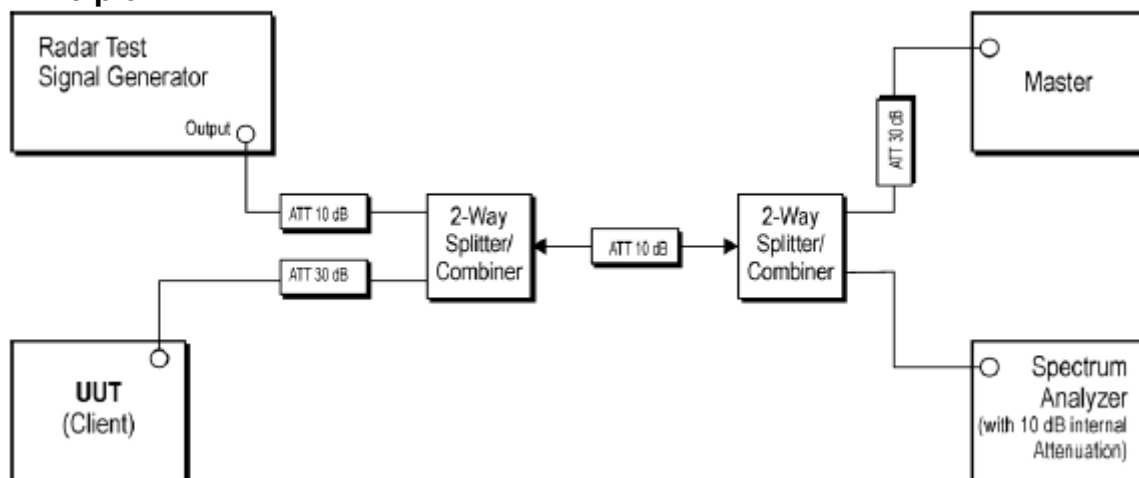 Radar Test
Signal Generator
Output
ATT 10 dB
ATT 30 dB
UUT
(Client)
2-Way
Splitter/
Combiner
ATT 10 dB
2-Way
Splitter/
Combiner
ATT 30 dB
Master
Spectrum
Analyzer
(with 10 dB internal
Attenuation)